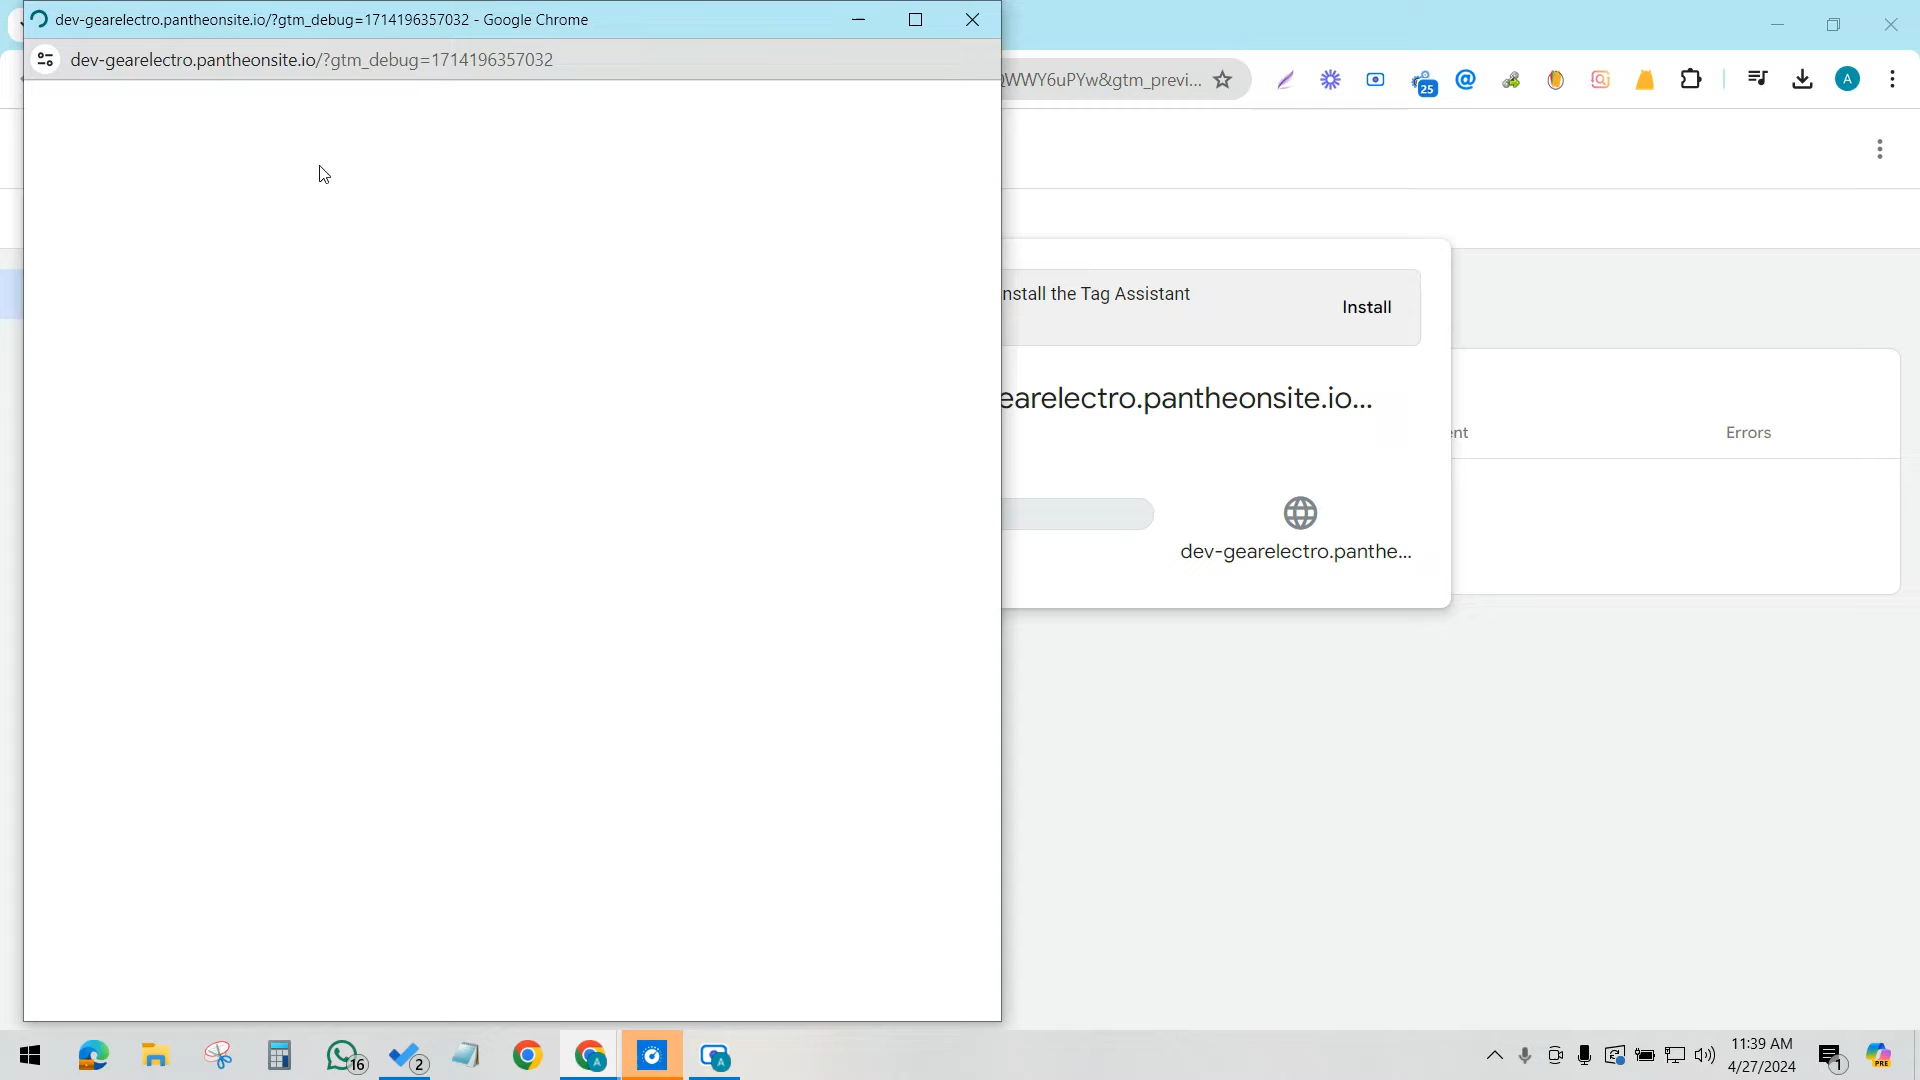 dev-gearelectro.pantheonsite.io/?gtm_debug=1714196357032 - Google Chrome
dev-gearelectro.pantheonsite.io/?gtm_debug=1714196357032
WWY6uPYw&gtm_previ...
25
A
nstall the Tag Assistant
Install
earelectro.pantheonsite.io...
nt
Errors
dev-gearelectro.panthe...
16
2
A
A
11:39 AM
4/27/2024
1
PRE